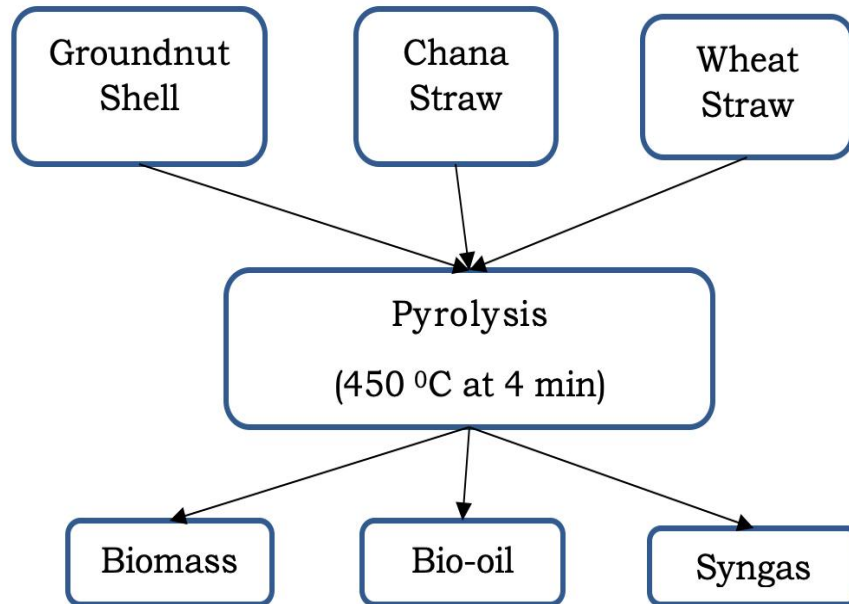 Groundnut
Shell
Chana
Straw
Wheat
Straw
Pyrolysis
(450 ⁰C at 4 min)
Biomass
Bio-oil
Syngas